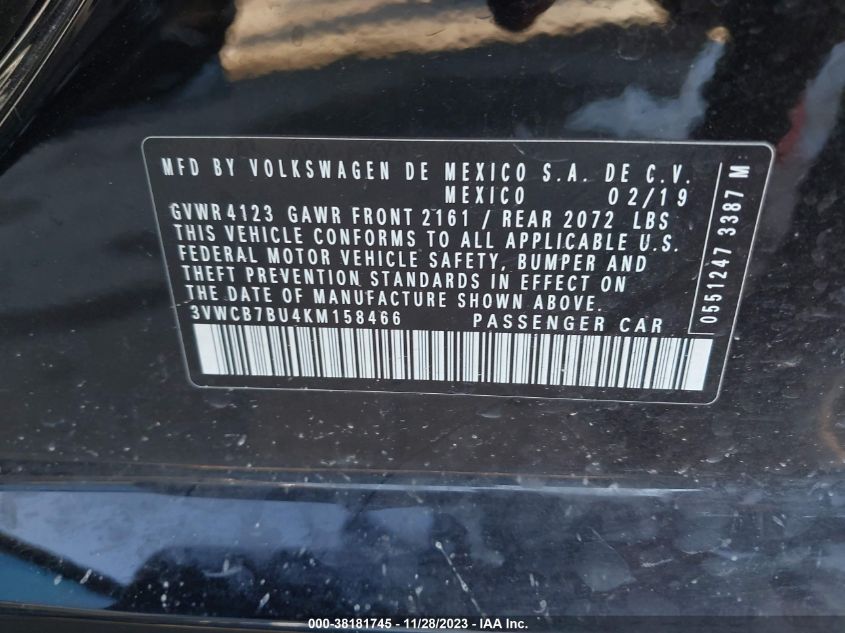 MFD BY VOLKSWAGEN DE MEXICO S.A. DE C.V.
MEXICO 02/19
GVWR 4123 GAWR FRONT 2161 / REAR 2072 LBS
THIS VEHICLE CONFORMS TO ALL APPLICABLE U.S.
FEDERAL MOTOR VEHICLE SAFETY, BUMPER AND
THEFT PREVENTION STANDARDS IN EFFECT ON
THE DATE OF MANUFACTURE SHOWN ABOVE.
3VWCB7BU4KM158466 PASSENGER CAR
0551247 3387 M
000-38181745 - 11/28/2023 - IAA Inc.